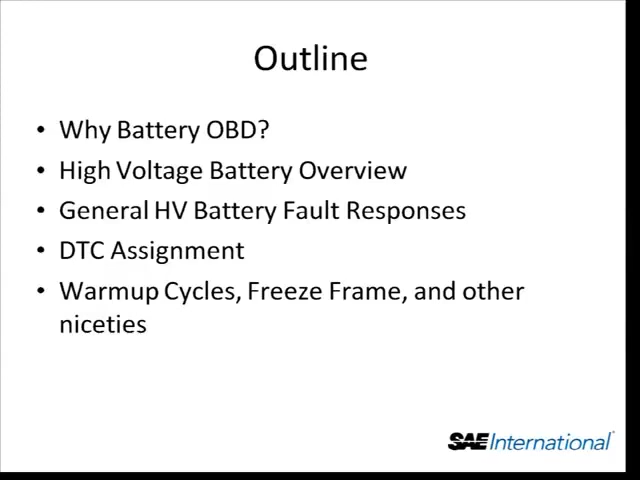 Outline
• Why Battery OBD?
• High Voltage Battery Overview
• General HV Battery Fault Responses
• DTC Assignment
• Warmup Cycles, Freeze Frame, and other
niceties
SAE International